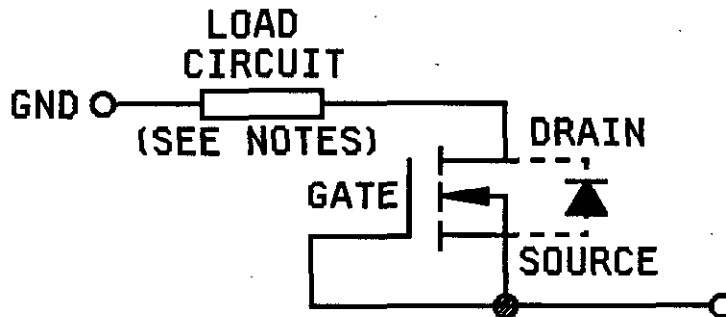 LOAD
CIRCUIT
GND
(SEE NOTES)
DRAIN
GATE
SOURCE